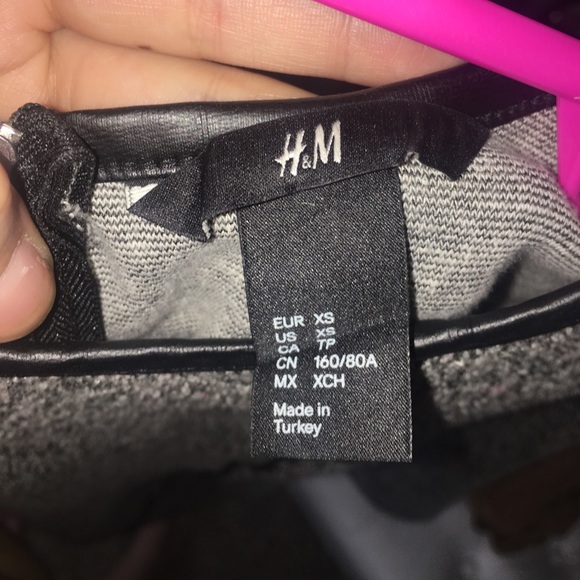 H&M
EUR XS
US XS
CA TP
CN 160/80A
MX XCH
Made in
Turkey